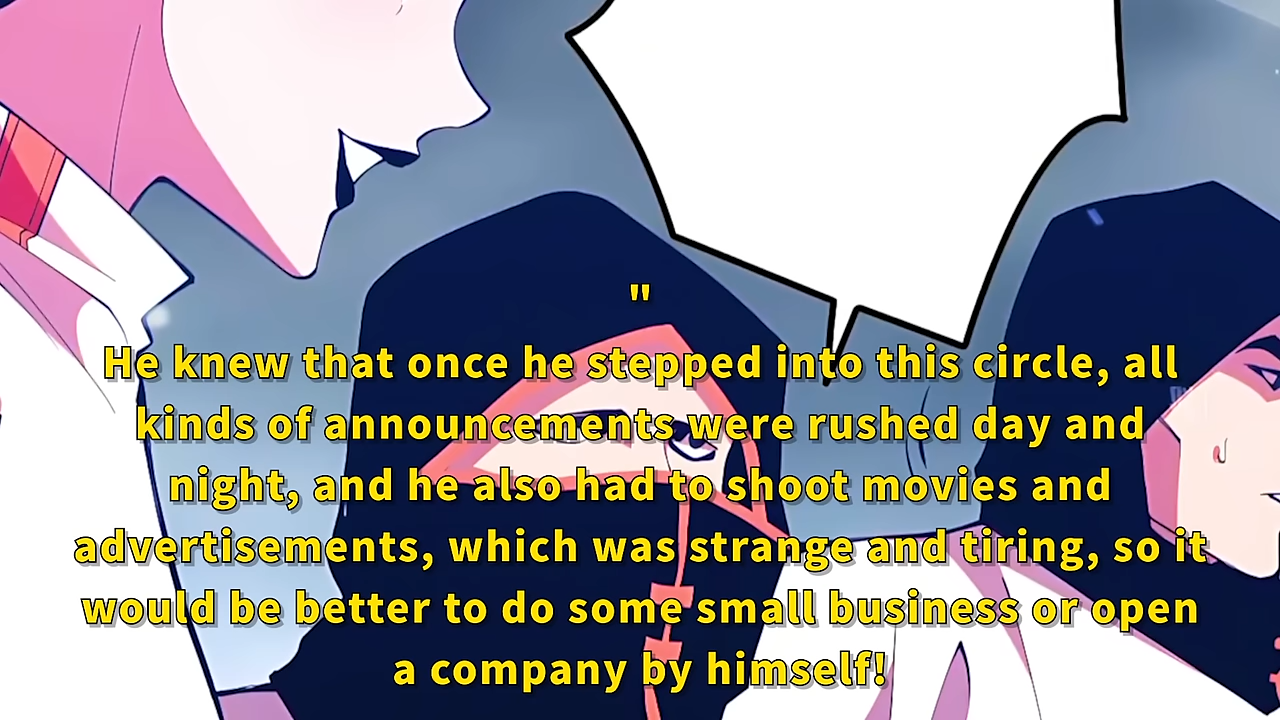 "
He knew that once he stepped into this circle, all
kinds of announcements were rushed day and
night, and he also had to shoot movies and
advertisements, which was strange and tiring, so it
would be better to do some small business or open
a company by himself!